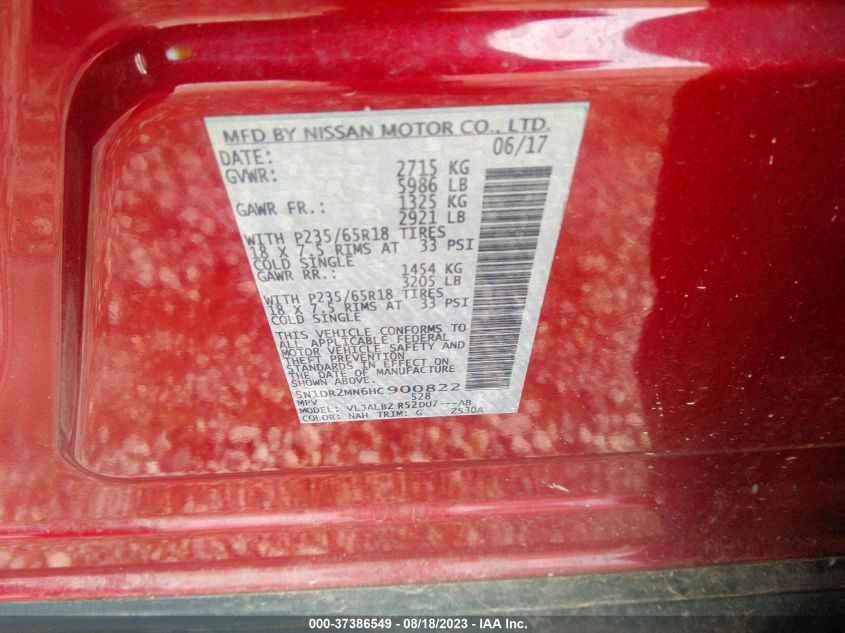 MFD BY NISSAN MOTOR CO., LTD.
DATE: 06/17
GVWR: 2715 KG
5986 LB
GAWR FR.: 1325 KG
2921 LB
WITH P235/65R18 TIRES
18 X 7.5 RIMS AT 33 PSI
COLD SINGLE
GAWR RR.: 1454 KG
3205 LB
WITH P235/65R18 TIRES
18 X 7.5 RIMS AT 33 PSI
COLD SINGLE
THIS VEHICLE CONFORMS TO
ALL APPLICABLE FEDERAL
MOTOR VEHICLE SAFETY AND
THEFT PREVENTION
STANDARDS IN EFFECT ON
THE DATE OF MANUFACTURE
SHOWN ABOVE.
5N1DR2MN6HC900822
MPV 528
MODEL: VLJALBZ R52DU7---AB
COLOR: NAH TRIM: G ZS30A
000-37386549 - 08/18/2023 - IAA Inc.